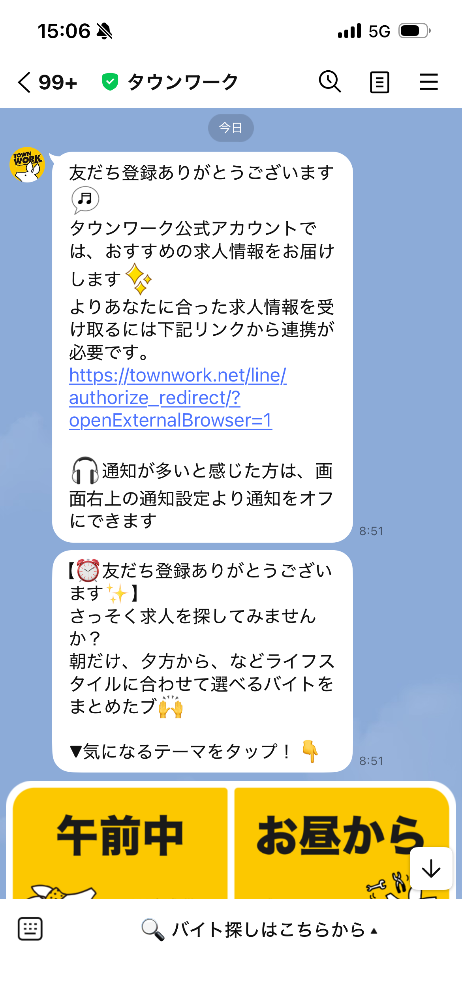 15:06
5G
99+
タウンワーク
今日
TOWN
WORK
友だち登録ありがとうございます
タウンワーク公式アカウントで
は、おすすめの求人情報をお届け
します
よりあなたに合った求人情報を受
け取るには下記リンクから連携が
必要です。
https://townwork.net/line/
authorize_redirect/?
openExternalBrowser=1
🎧通知が多いと感じた方は、画
面右上の通知設定より通知をオフ
にできます
8:51
【⏰友だち登録ありがとうござい
ます✨】
さっそく求人を探してみません
か？
朝だけ、夕方から、などライフス
タイルに合わせて選べるバイトを
まとめたブ🙌
▼気になるテーマをタップ！👇
8:51
午前中
お昼から
🔍 バイト探しはこちらから▲